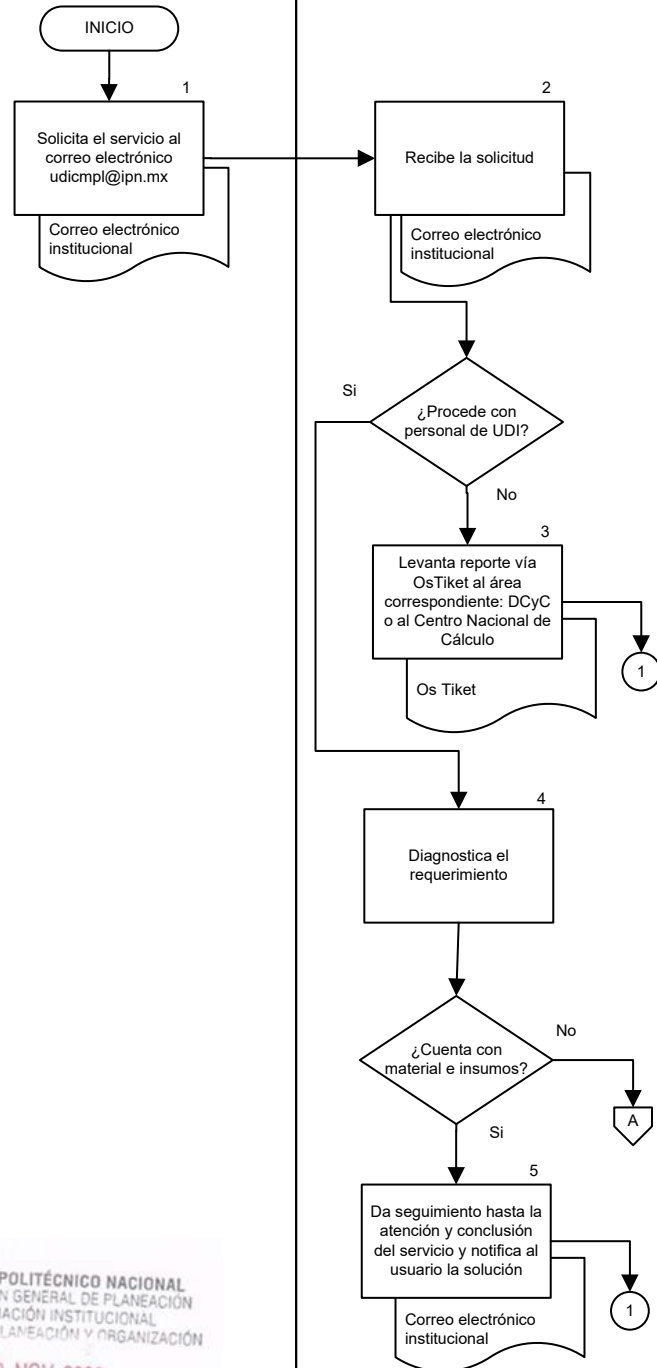 INICIO
1
Solicita el servicio al
correo electrónico
udicmpl@ipn.mx
Correo electrónico
institucional
2
Recibe la solicitud
Correo electrónico
institucional
¿Procede con
personal de UDI?
Si
No
3
Levanta reporte vía
OsTiket al área
correspondiente: DCyC
o al Centro Nacional de
Cálculo
Os Tiket
1
4
Diagnostica el
requerimiento
¿Cuenta con
material e insumos?
No
A
Si
5
Da seguimiento hasta la
atención y conclusión
del servicio y notifica al
usuario la solución
Correo electrónico
institucional
1
POLITÉCNICO NACIONAL
GENERAL DE PLANEACIÓN
INSTITUCIONAL
Y ORGANIZACIÓN
NOV.